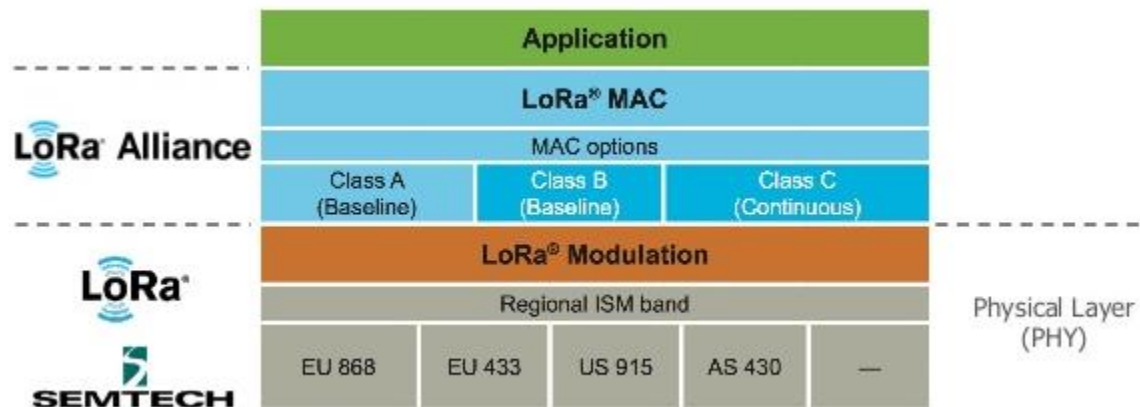 Application
LoRa® MAC
LoRa Alliance
MAC options
Class A
(Baseline)
Class B
(Baseline)
Class C
(Continuous)
LoRa® Modulation
LoRa®
Regional ISM band
Physical Layer
(PHY)
EU 868
EU 433
US 915
AS 430
—
SEMTECH